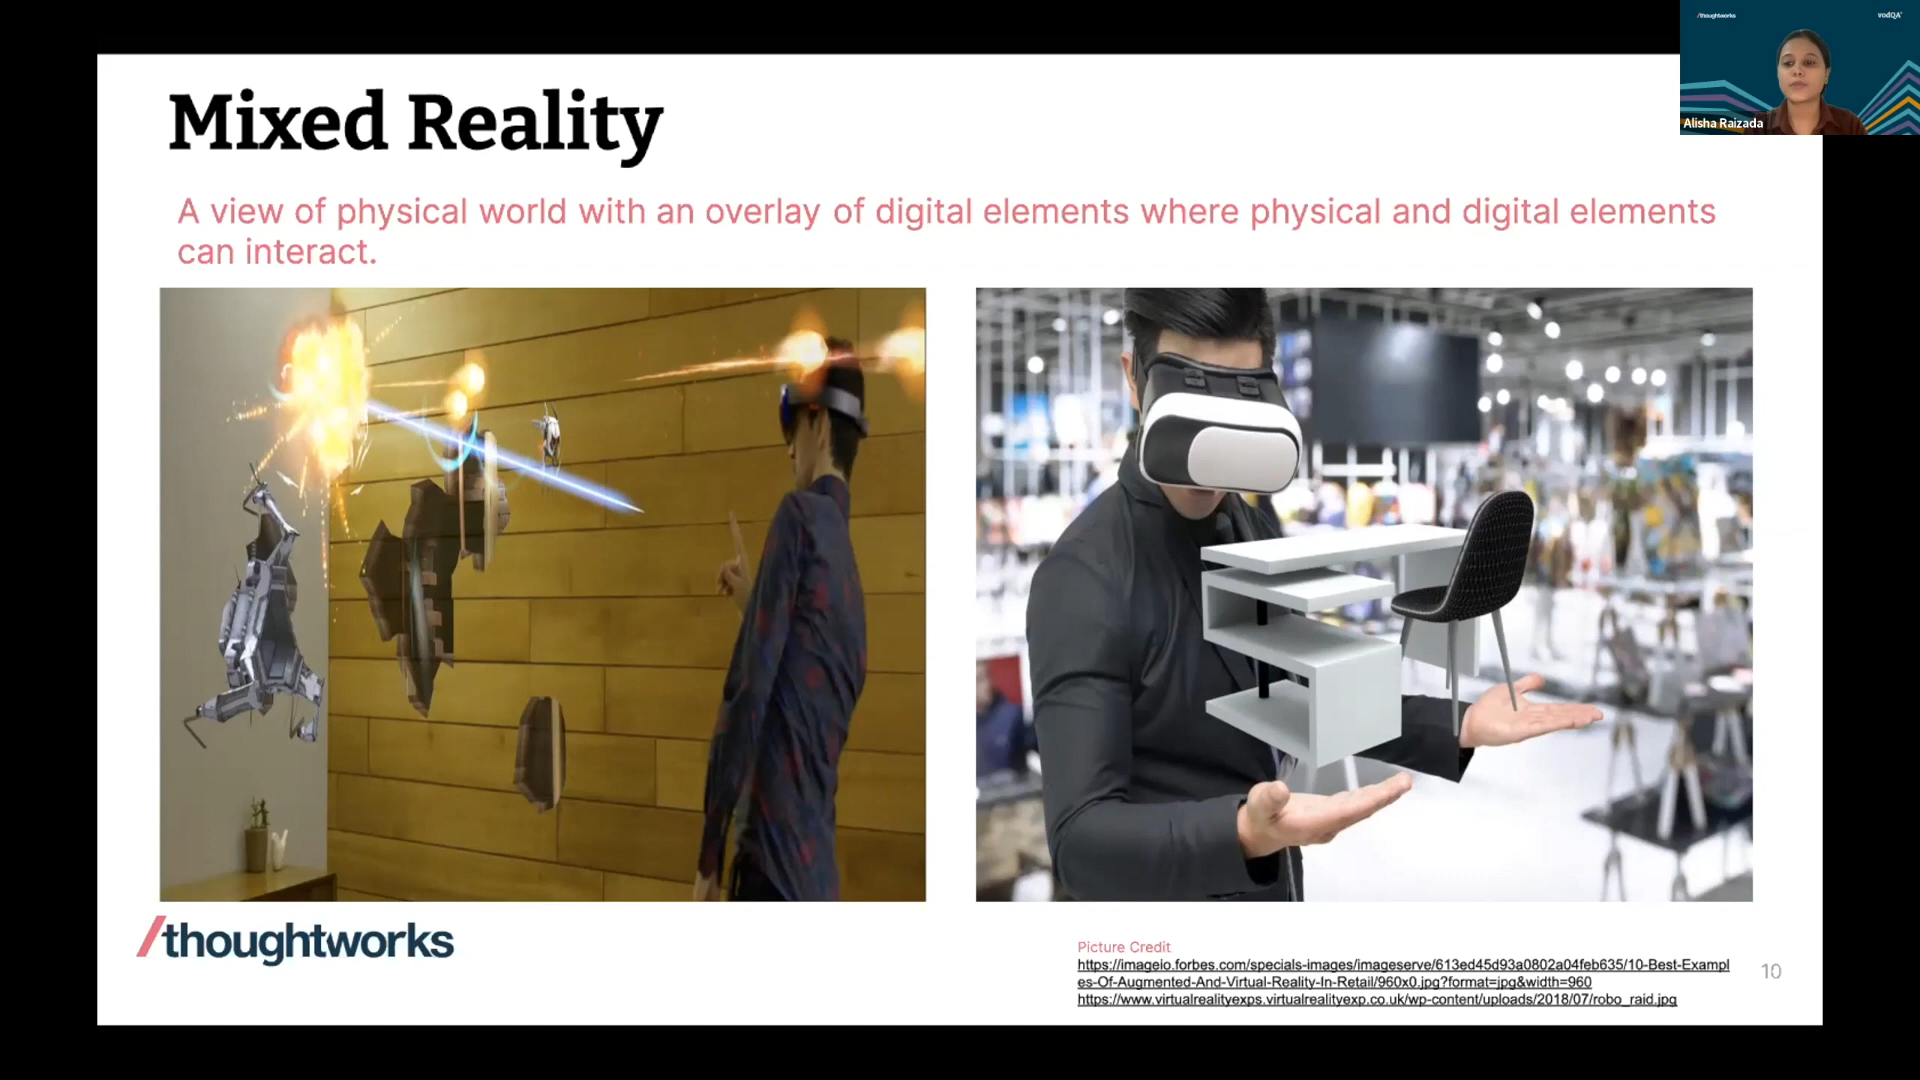 /thoughtworks
vodQA
Alisha Raizada
Mixed Reality
A view of physical world with an overlay of digital elements where physical and digital elements
can interact.
/thoughtworks
Picture Credit
https://imageio.forbes.com/specials-images/imageserve/613ed45d93a0802a04feb635/10-Best-Exampl
es-Of-Augmented-And-Virtual-Reality-In-Retail/960x0.jpg?format=jpg&width=960
https://www.virtualrealityexps.virtualrealityexp.co.uk/wp-content/uploads/2018/07/robo_raid.jpg
10